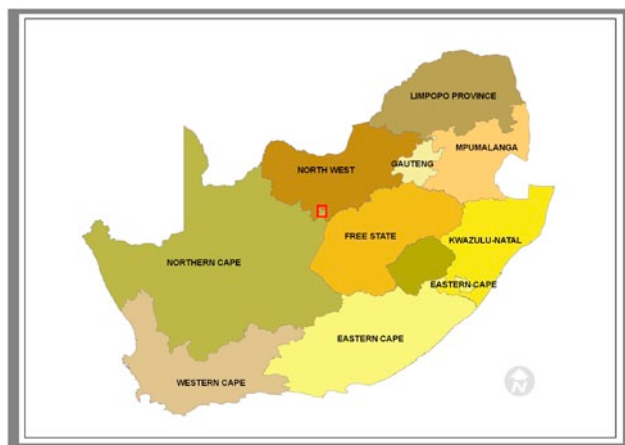 LIMPOPO PROVINCE
MPUMALANGA
GAUTENG
NORTH WEST
FREE STATE
KWAZULU-NATAL
NORTHERN CAPE
EASTERN CAPE
EASTERN CAPE
WESTERN CAPE
N